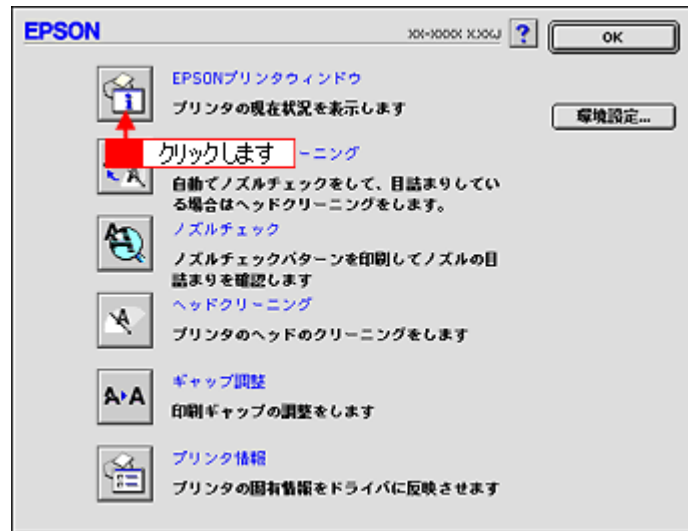 EPSON
XX-XXXX XXXJ
?
OK
EPSONプリンタウィンドウ
プリンタの現在状況を表示します
環境設定...
クリックします
ーニング
自動でノズルチェックをして、目詰まりしてい
る場合はヘッドクリーニングをします。
ノズルチェック
ノズルチェックパターンを印刷してノズルの目
詰まりを確認します
ヘッドクリーニング
プリンタのヘッドのクリーニングをします
ギャップ調整
印刷ギャップの調整をします
プリンタ情報
プリンタの固有情報をドライバに反映させます